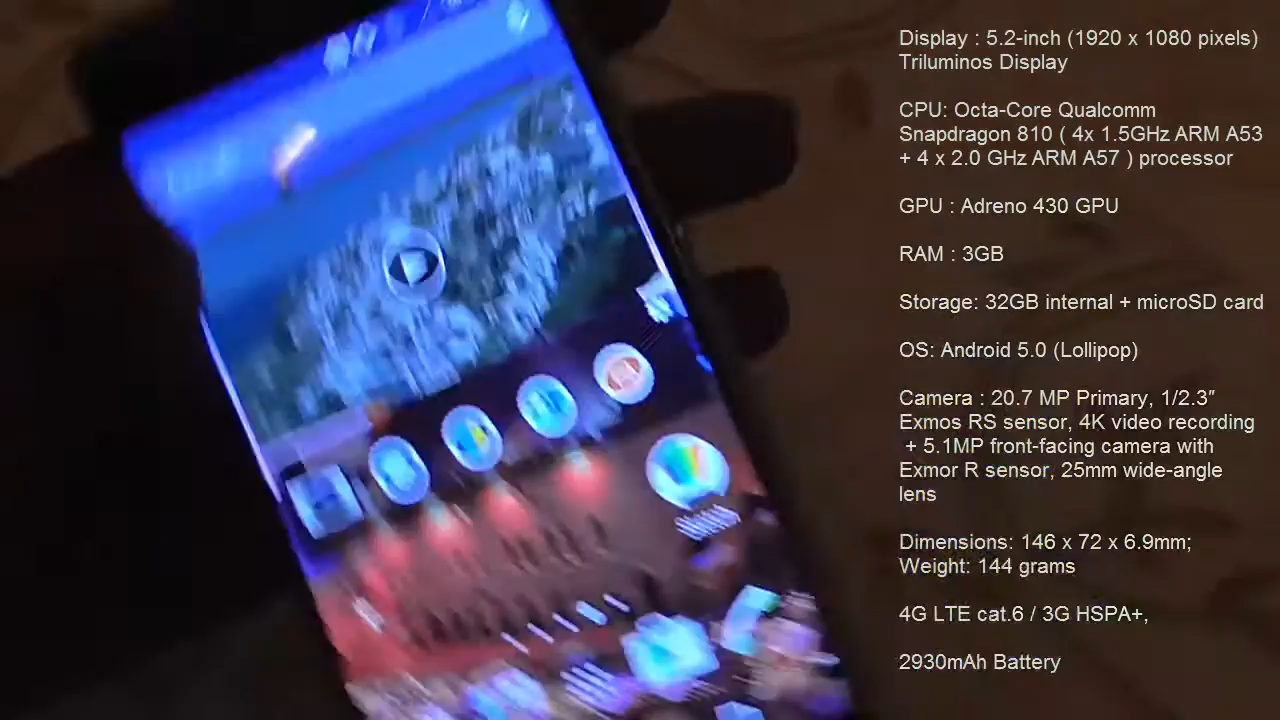 Display : 5.2-inch (1920 x 1080 pixels)
Triluminos Display
CPU: Octa-Core Qualcomm
Snapdragon 810 ( 4x 1.5GHz ARM A53
+ 4 x 2.0 GHz ARM A57 ) processor
GPU : Adreno 430 GPU
RAM : 3GB
Storage: 32GB internal + microSD card
OS: Android 5.0 (Lollipop)
Camera : 20.7 MP Primary, 1/2.3″
Exmos RS sensor, 4K video recording
+ 5.1MP front-facing camera with
Exmor R sensor, 25mm wide-angle
lens
Dimensions: 146 x 72 x 6.9mm;
Weight: 144 grams
4G LTE cat.6 / 3G HSPA+,
2930mAh Battery